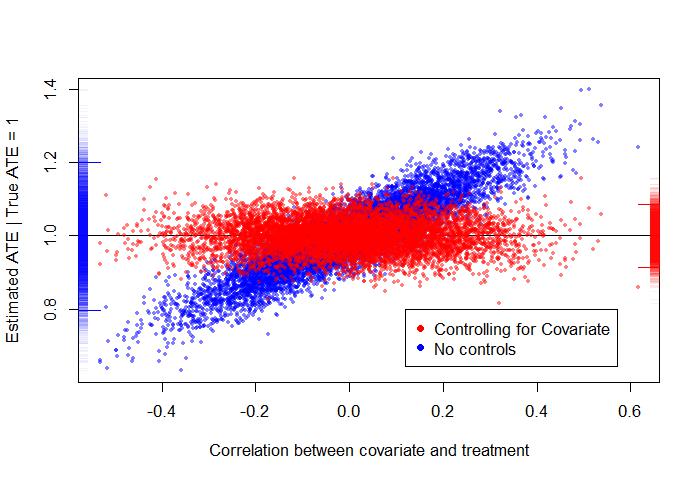 Estimated ATE | True ATE = 1
1.4
1.2
1.0
0.8
Controlling for Covariate
No controls
-0.4 -0.2 0.0 0.2 0.4 0.6
Correlation between covariate and treatment